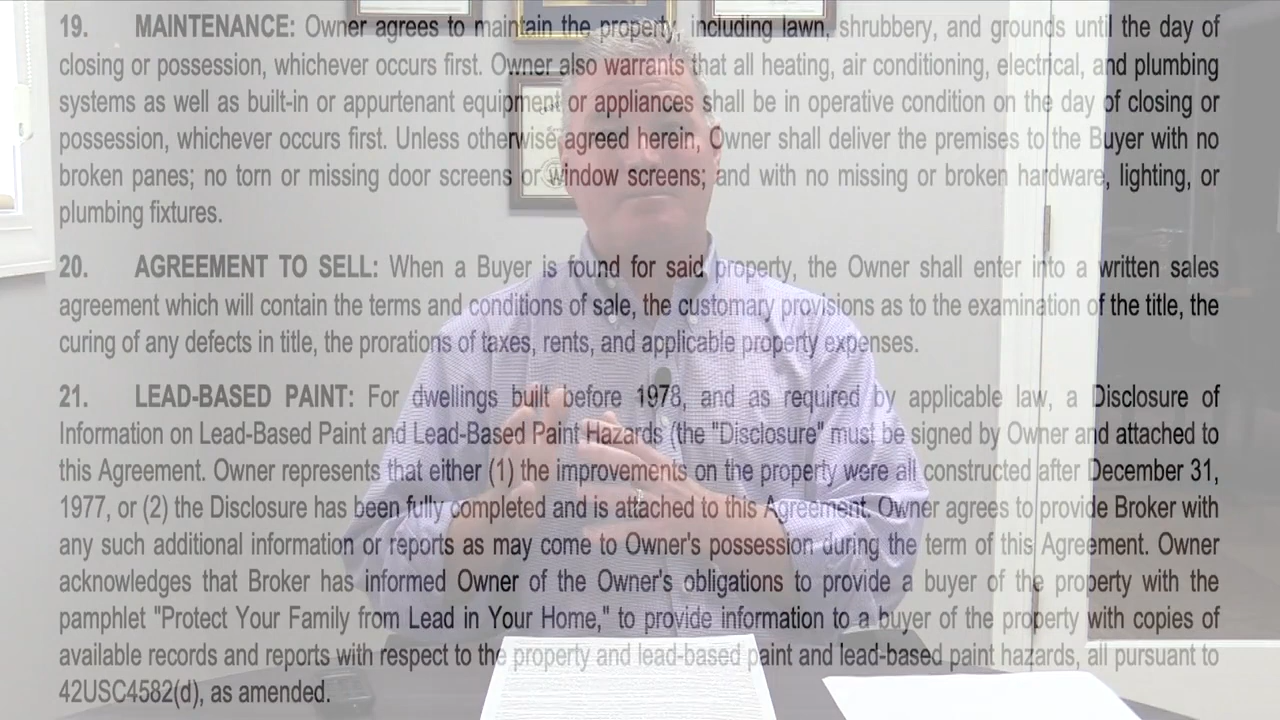 19. MAINTENANCE: Owner agrees to maintain the property, including lawn, shrubbery, and grounds until the day of
closing or possession, whichever occurs first. Owner also warrants that all heating, air conditioning, electrical, and plumbing
systems as well as built-in or appurtenant equipment or appliances shall be in operative condition on the day of closing or
possession, whichever occurs first. Unless otherwise agreed herein, Owner shall deliver the premises to the Buyer with no
broken panes; no torn or missing door screens or window screens; and with no missing or broken hardware, lighting, or
plumbing fixtures.
20. AGREEMENT TO SELL: When a Buyer is found for said property, the Owner shall enter into a written sales
agreement which will contain the terms and conditions of sale, the customary provisions as to the examination of the title, the
curing of any defects in title, the prorations of taxes, rents, and applicable property expenses.
21. LEAD-BASED PAINT: For dwellings built before 1978, and as required by applicable law, a Disclosure of
Information on Lead-Based Paint and Lead-Based Paint Hazards (the "Disclosure" must be signed by Owner and attached to
this Agreement. Owner represents that either (1) the improvements on the property were all constructed after December 31,
1977, or (2) the Disclosure has been fully completed and is attached to this Agreement. Owner agrees to provide Broker with
any such additional information or reports as may come to Owner's possession during the term of this Agreement. Owner
acknowledges that Broker has informed Owner of the Owner's obligations to provide a buyer of the property with the
pamphlet "Protect Your Family from Lead in Your Home," to provide information to a buyer of the property with copies of
available records and reports with respect to the property and lead-based paint and lead-based paint hazards, all pursuant to
42USC4582(d), as amended.